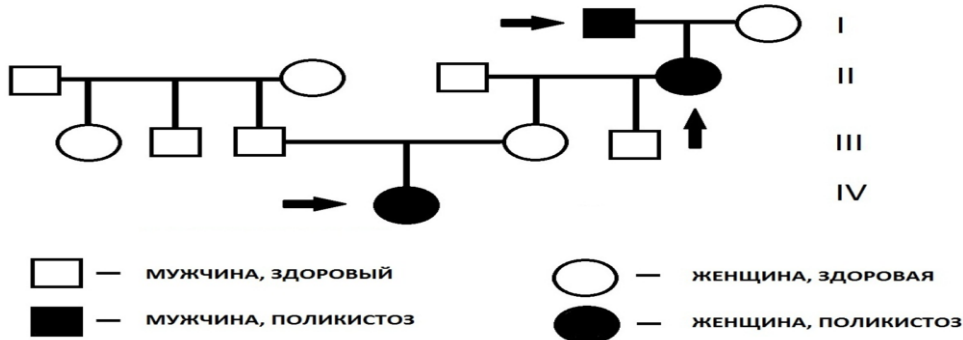 I
II
III
IV
— МУЖЧИНА, ЗДОРОВЫЙ
— ЖЕНЩИНА, ЗДОРОВАЯ
— МУЖЧИНА, ПОЛИКИСТОЗ
— ЖЕНЩИНА, ПОЛИКИСТОЗ